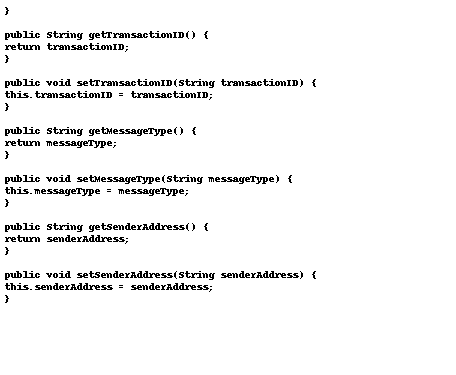 }
public String getTransactionID() {
return transactionID;
}
public void setTransactionID(String transactionID) {
this.transactionID = transactionID;
}
public String getMessageType() {
return messageType;
}
public void setMessageType(String messageType) {
this.messageType = messageType;
}
public String getSenderAddress() {
return senderAddress;
}
public void setSenderAddress(String senderAddress) {
this.senderAddress = senderAddress;
}